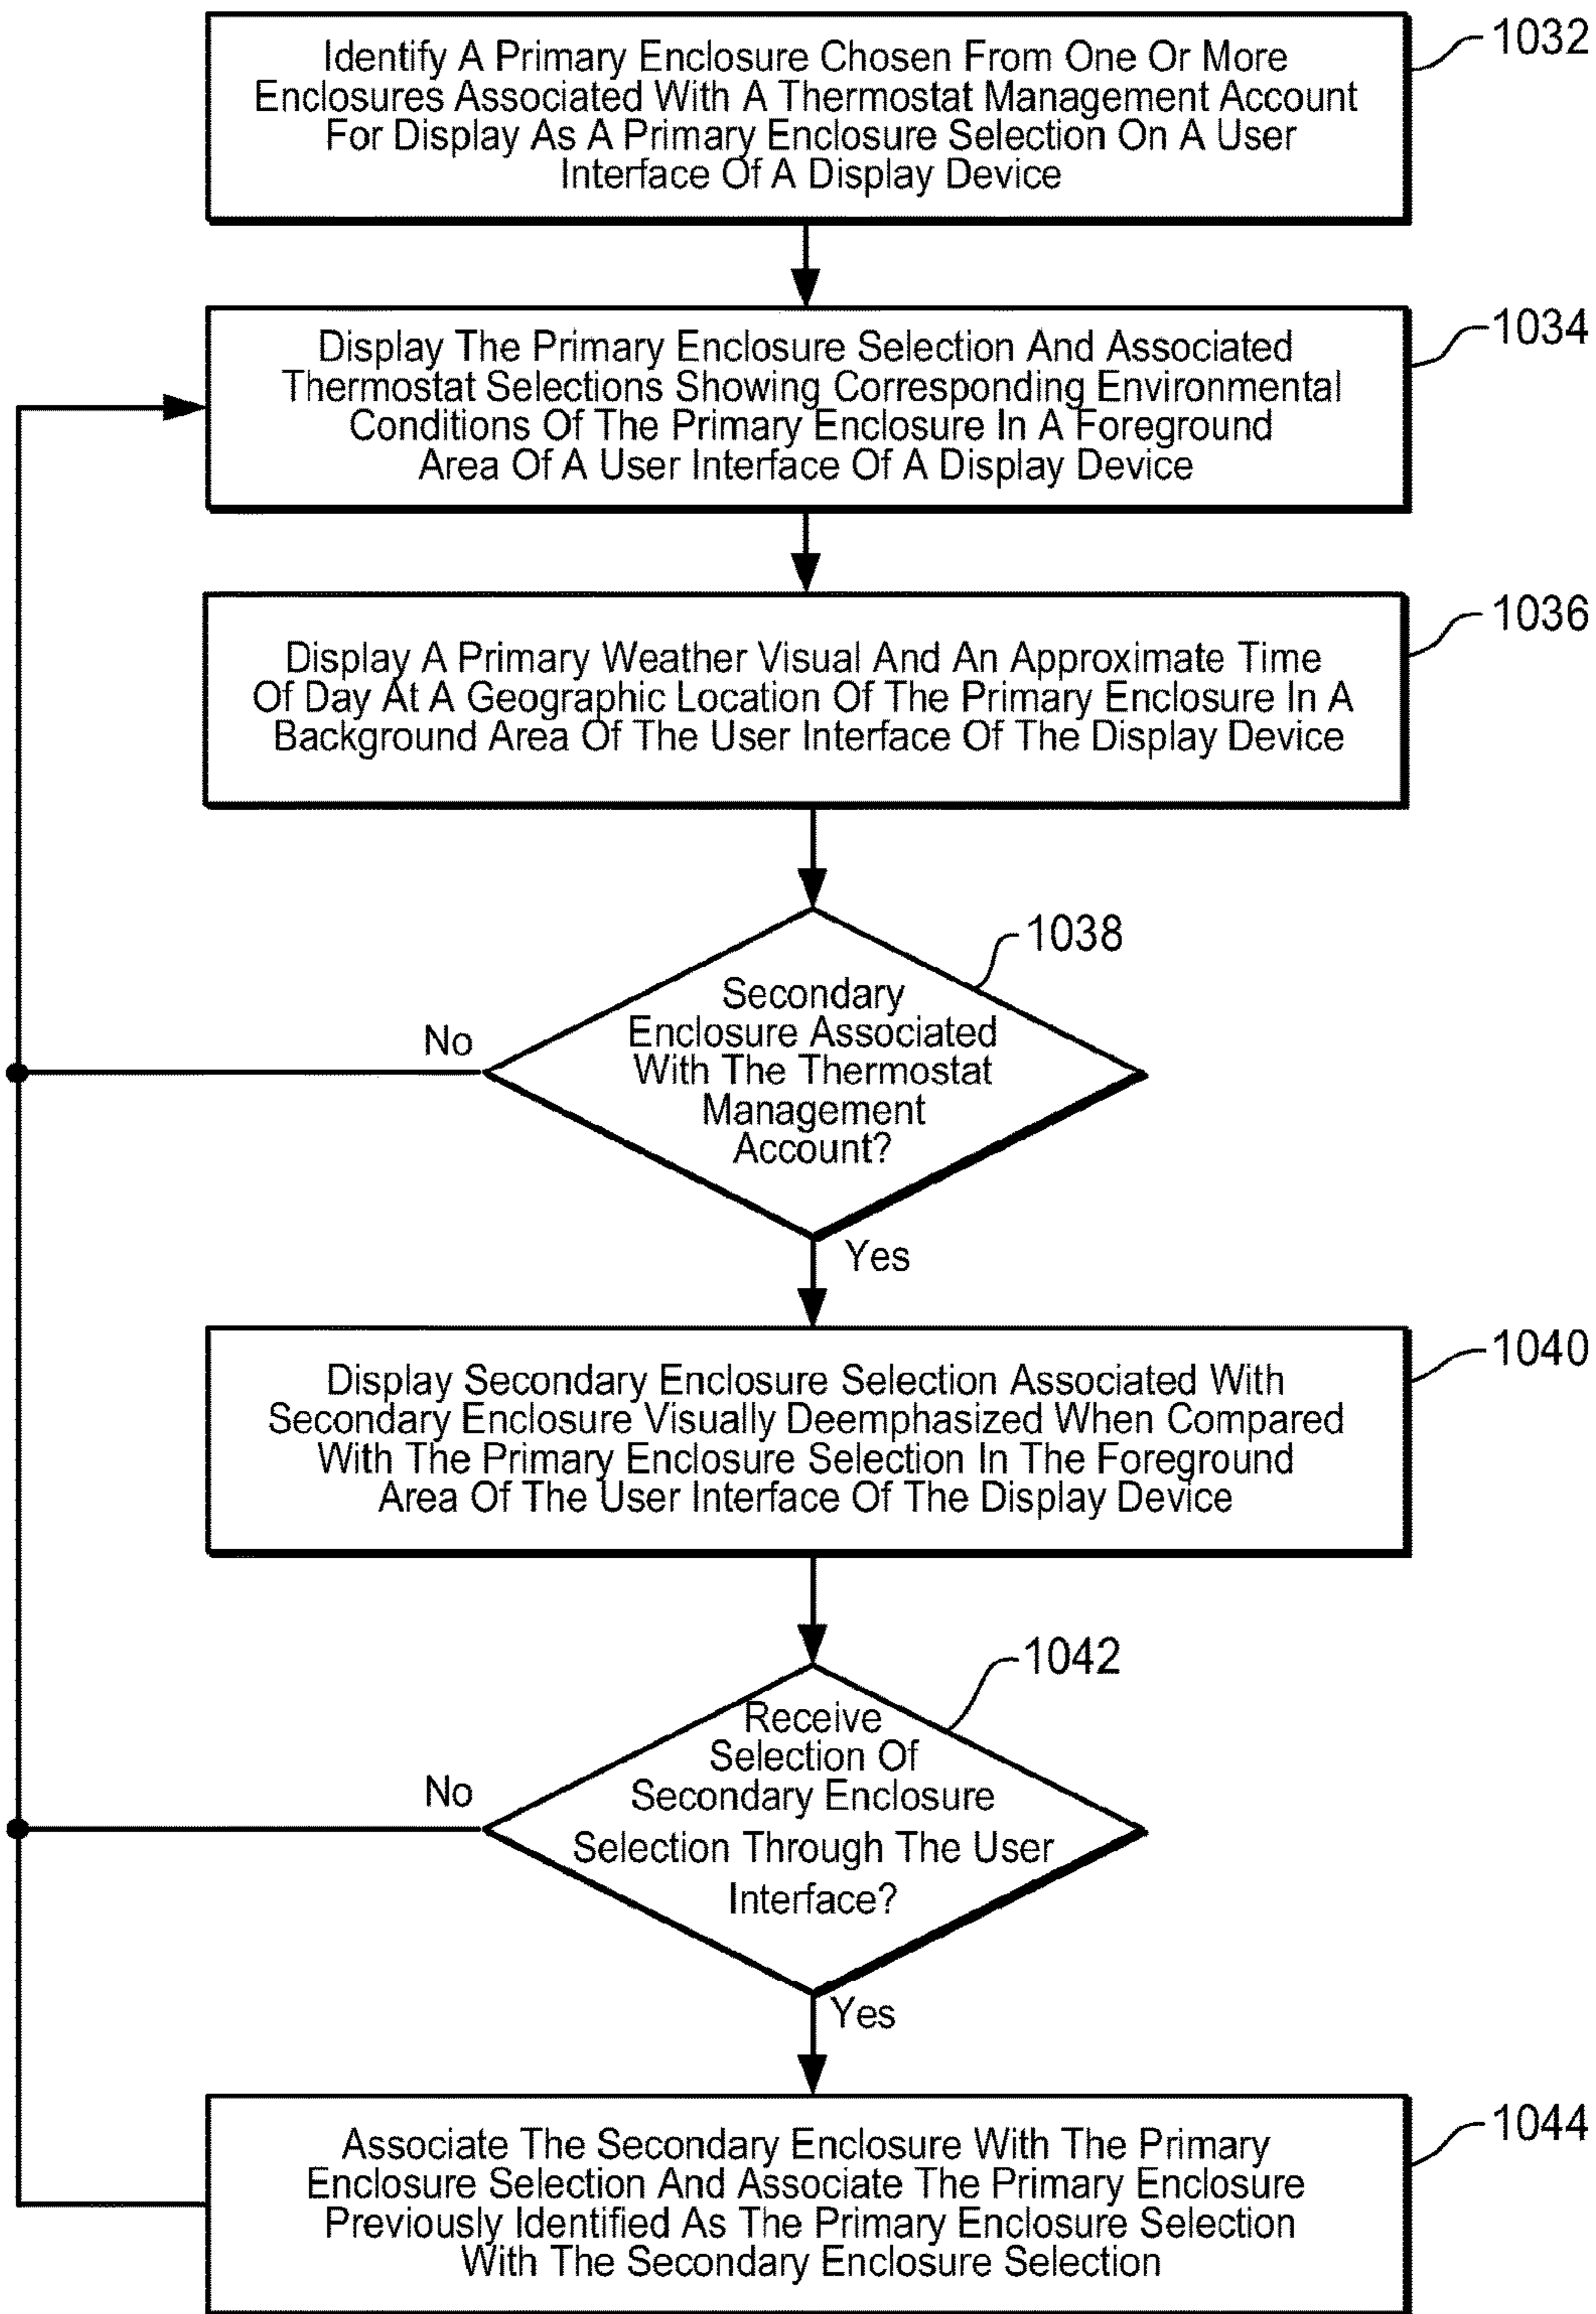 Identify A Primary Enclosure Chosen From One Or More
Enclosures Associated With A Thermostat Management Account
For Display As A Primary Enclosure Selection On A User
Interface Of A Display Device
1032
Display The Primary Enclosure Selection And Associated
Thermostat Selections Showing Corresponding Environmental
Conditions Of The Primary Enclosure In A Foreground
Area Of A User Interface Of A Display Device
1034
Display A Primary Weather Visual And An Approximate Time
Of Day At A Geographic Location Of The Primary Enclosure In A
Background Area Of The User Interface Of The Display Device
1036
1038
Secondary
Enclosure Associated
With The Thermostat
Management
Account?
No
Yes
Display Secondary Enclosure Selection Associated With
Secondary Enclosure Visually Deemphasized When Compared
With The Primary Enclosure Selection In The Foreground
Area Of The User Interface Of The Display Device
1040
1042
Receive
Selection Of
Secondary Enclosure
Selection Through The User
Interface?
No
Yes
Associate The Secondary Enclosure With The Primary
Enclosure Selection And Associate The Primary Enclosure
Previously Identified As The Primary Enclosure Selection
With The Secondary Enclosure Selection
1044